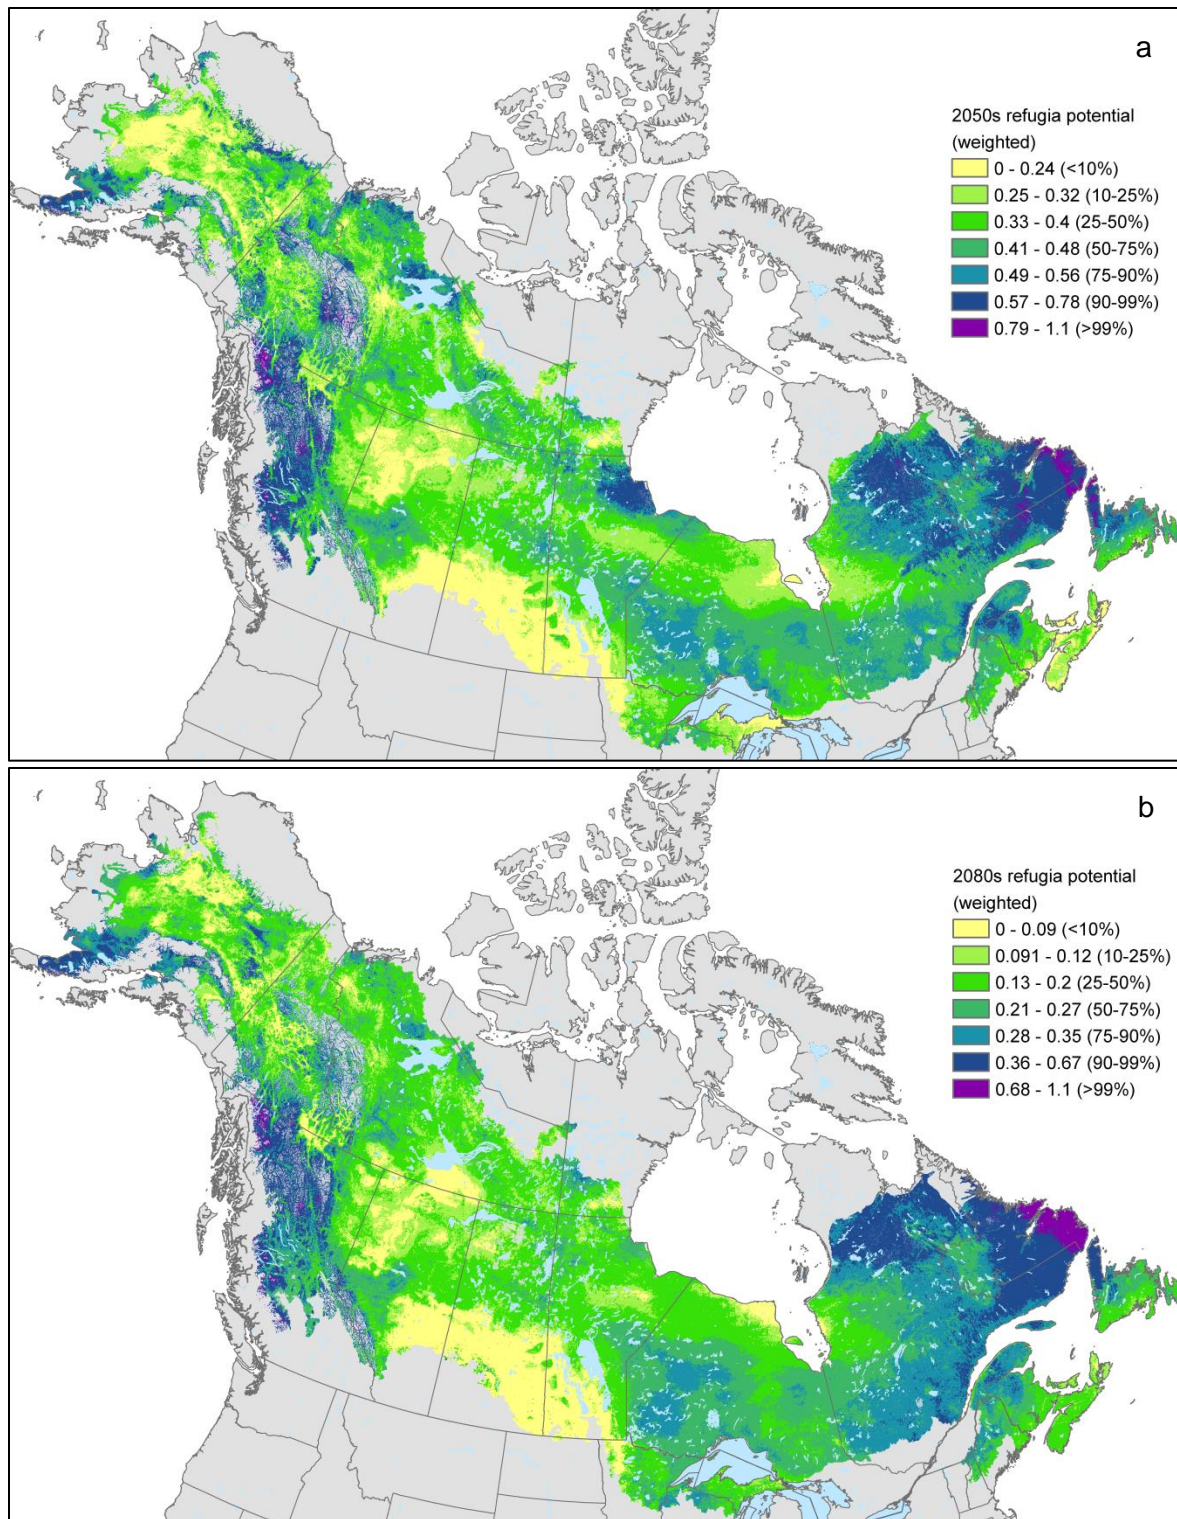 a
2050s refugia potential
(weighted)
0 - 0.24 (<10%)
0.25 - 0.32 (10-25%)
0.33 - 0.4 (25-50%)
0.41 - 0.48 (50-75%)
0.49 - 0.56 (75-90%)
0.57 - 0.78 (90-99%)
0.79 - 1.1 (>99%)
b
2080s refugia potential
(weighted)
0 - 0.09 (<10%)
0.091 - 0.12 (10-25%)
0.13 - 0.2 (25-50%)
0.21 - 0.27 (50-75%)
0.28 - 0.35 (75-90%)
0.36 - 0.67 (90-99%)
0.68 - 1.1 (>99%)